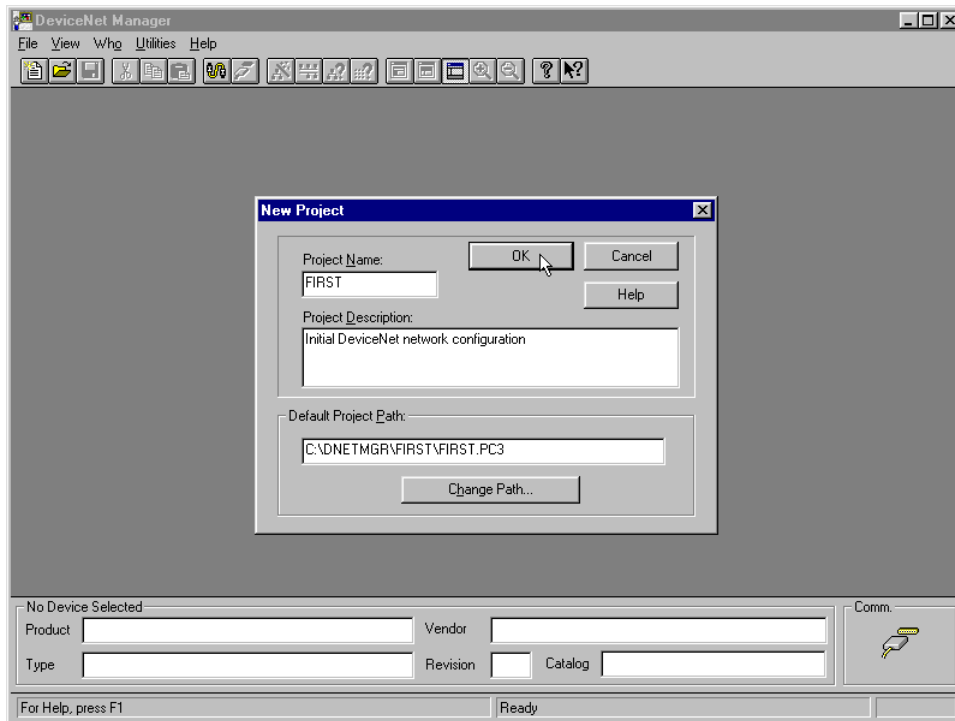 DeviceNet Manager
File View Who Utilities Help
New Project
Project Name:
OK
Cancel
FIRST
Help
Project Description:
Initial DeviceNet network configuration
Default Project Path:
C:\DNETMGR\FIRST\FIRST.PC3
Change Path...
No Device Selected
Comm.
Product
Vendor
Type
Revision
Catalog
For Help, press F1
Ready